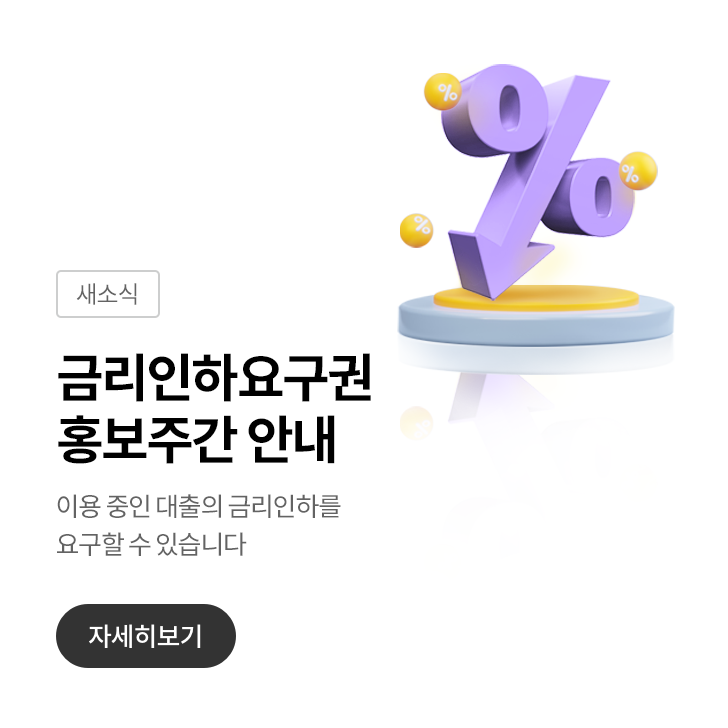 새소식
금리인하요구권
홍보주간 안내
이용 중인 대출의 금리인하를
요구할 수 있습니다
자세히보기
%
%
%
%